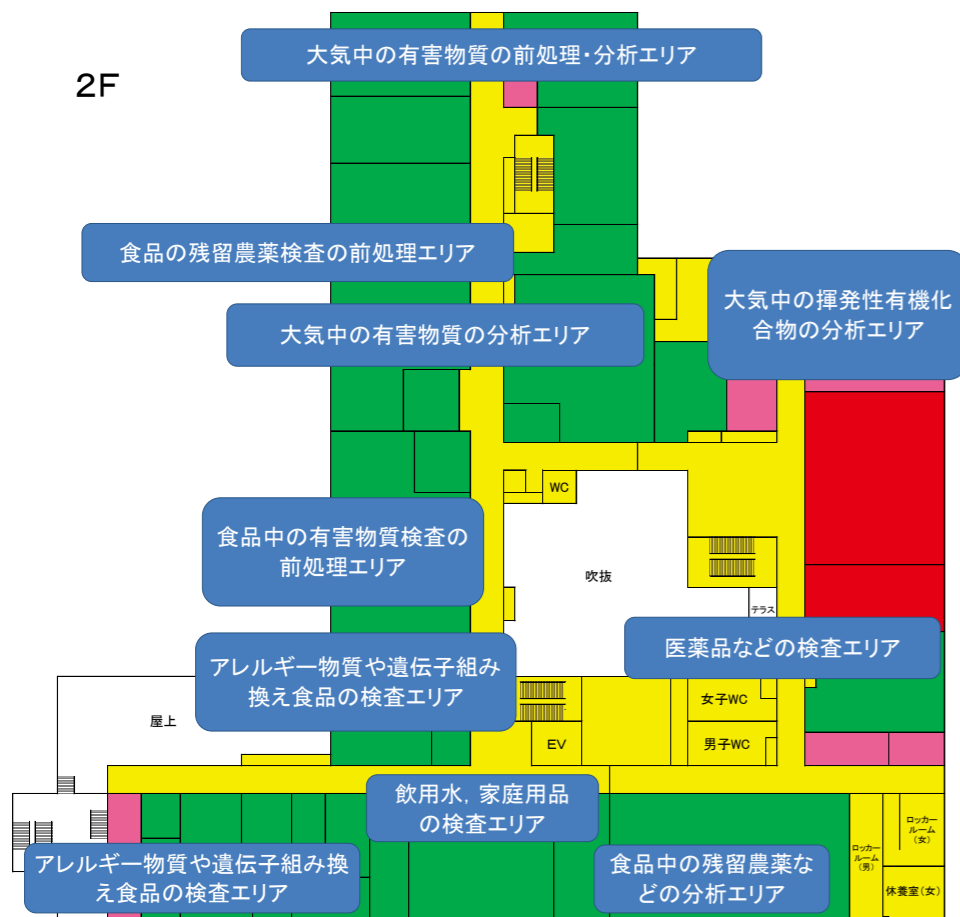 大気中の有害物質の前処理・分析エリア
2F
食品の残留農薬検査の前処理エリア
大気中の揮発性有機化
合物の分析エリア
大気中の有害物質の分析エリア
WC
食品中の有害物質検査の
前処理エリア
吹抜
テラス
アレルギー物質や遺伝子組み
換え食品の検査エリア
医薬品などの検査エリア
屋上
女子WC
EV
男子WC
飲用水，家庭用品
の検査エリア
ロッカー
ルーム
（女）
ロッカー
ルーム
（男）
アレルギー物質や遺伝子組み換
え食品の検査エリア
食品中の残留農薬な
どの分析エリア
休養室（女）